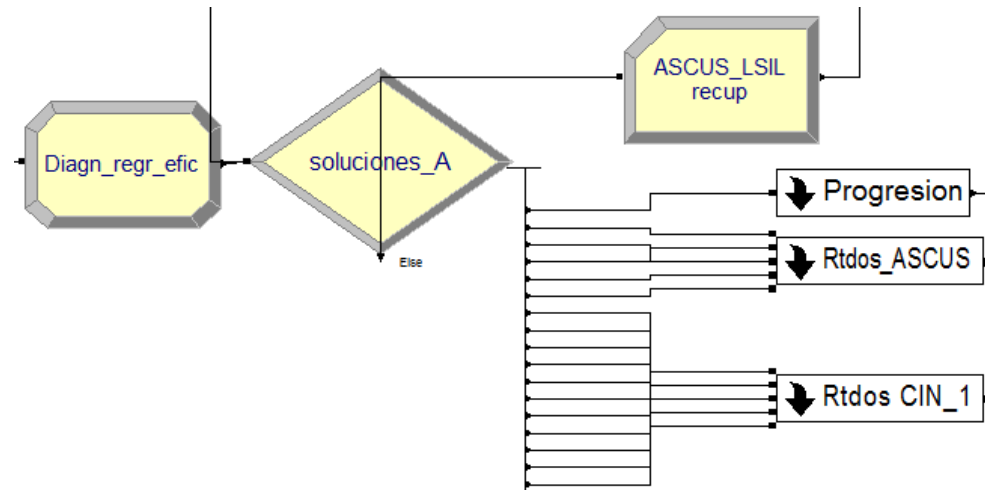 ASCUS_LSIL
recup
Diagn_regr_efic
soluciones_A
Progresion
Rtdos_ASCUS
Else
Rtdos CIN_1